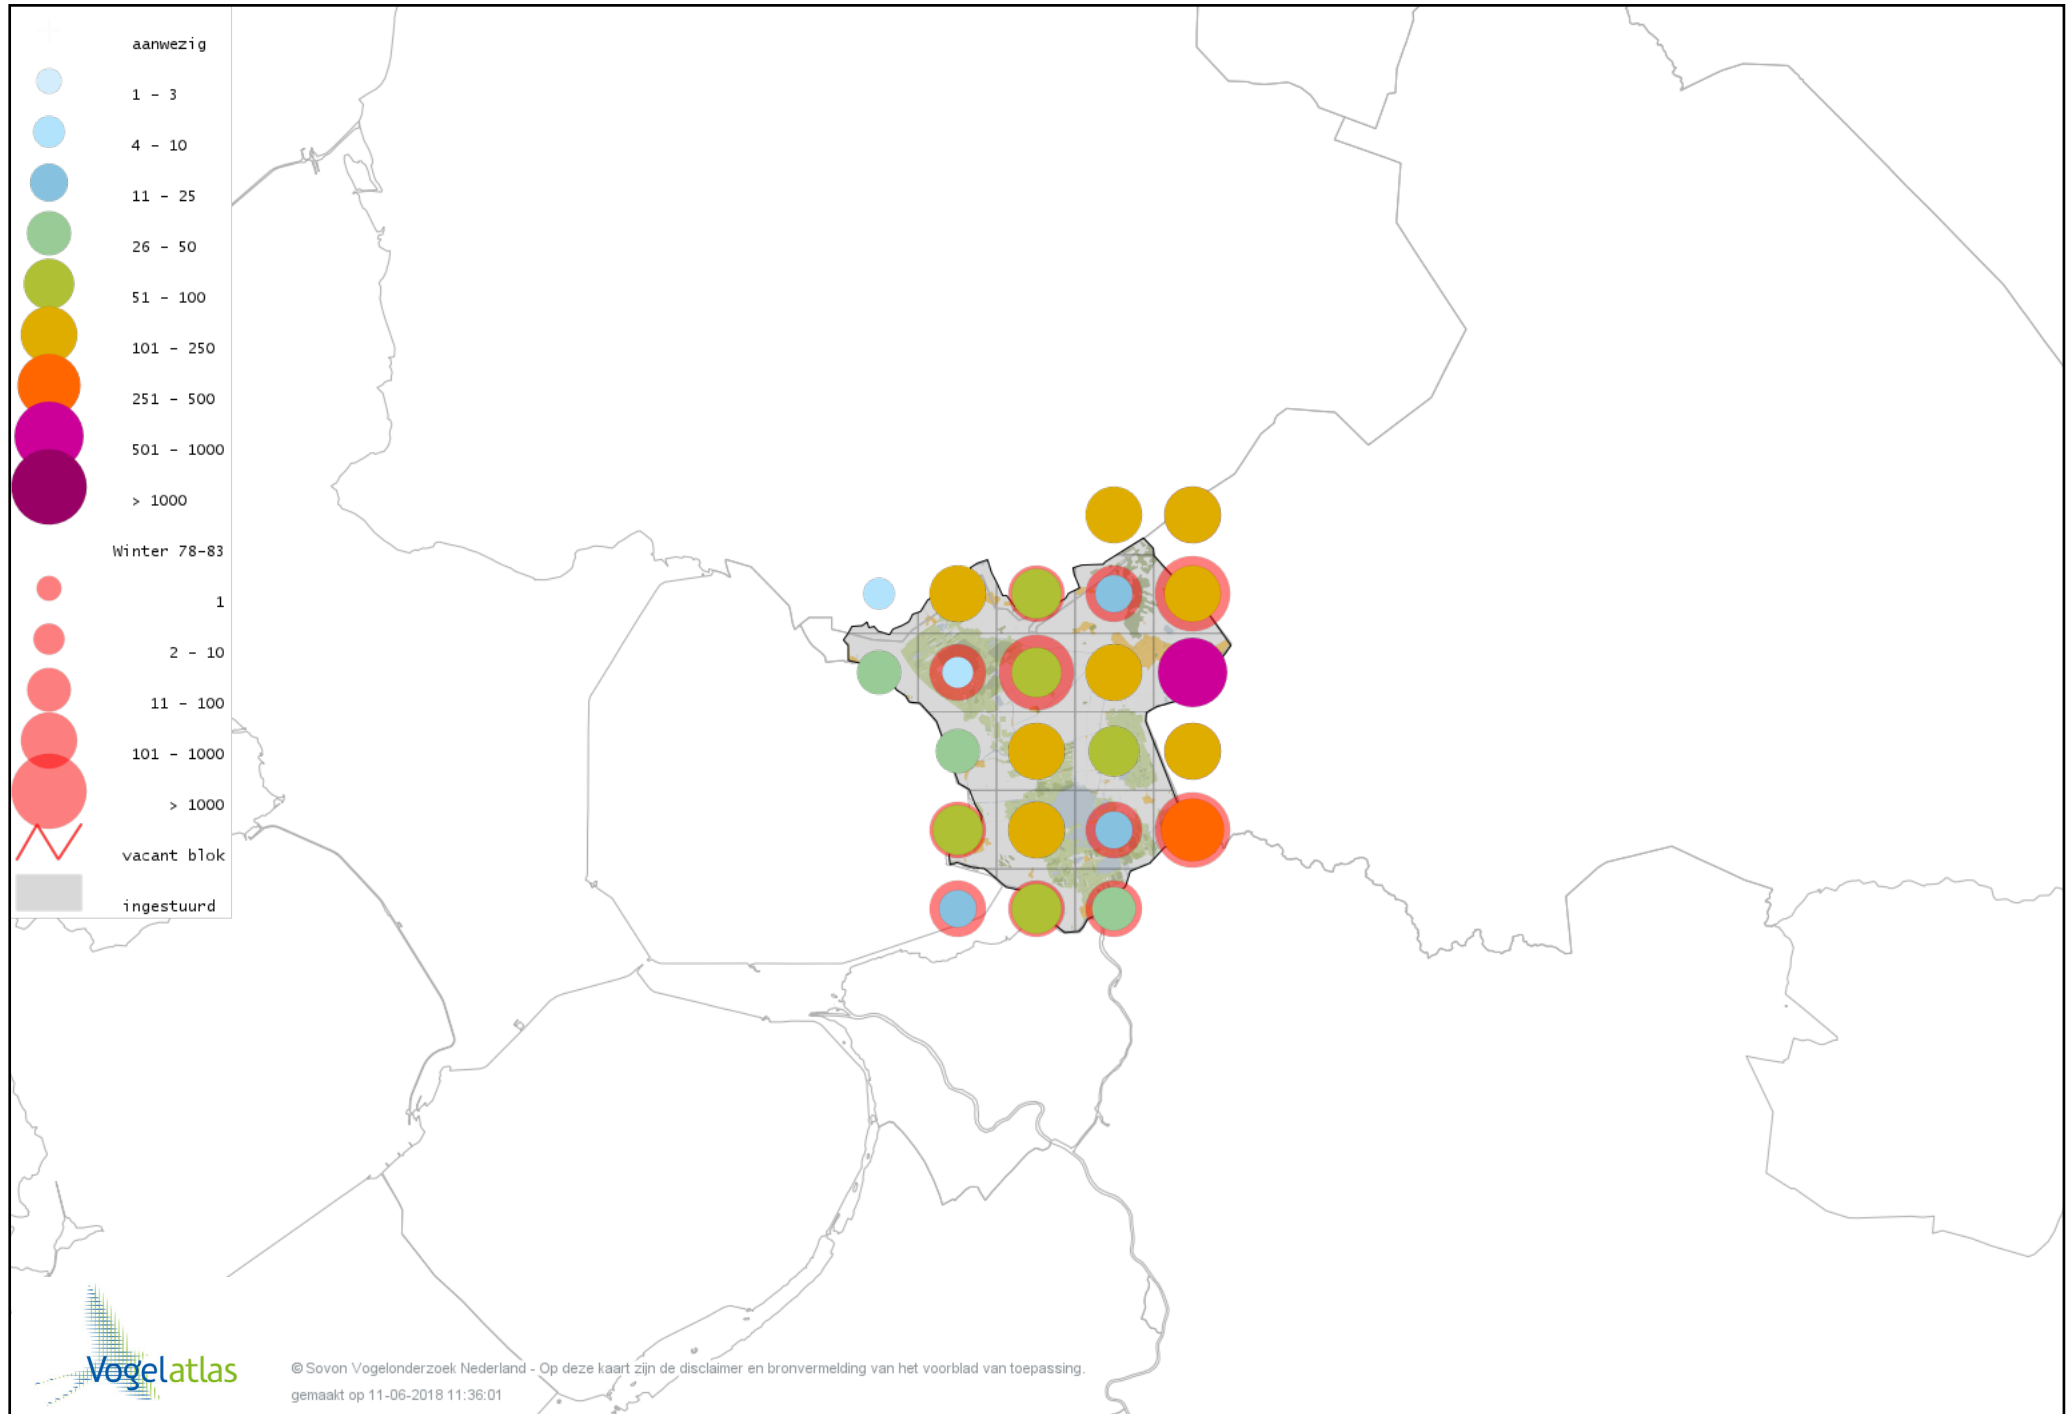 aanwezig
1 - 3
4 - 10
11 - 25
26 - 50
51 - 100
101 - 250
251 - 500
501 - 1000
> 1000
Winter 78-83
1
2 - 10
11 - 100
101 - 1000
> 1000
vacant blok
ingestuurd
Vogelatlas
© Sovon Vogelonderzoek Nederland - Op deze kaart zijn de disclaimer en bronvermelding van het voorblad van toepassing.
gemaakt op 11-06-2018 11:36:01